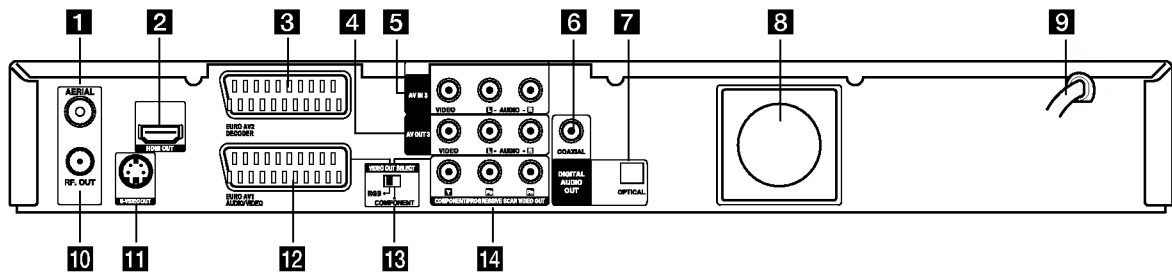 1 2 3 4 5 6 7 8 9
AERIAL
HDMI OUT
RF. OUT
S-VIDEO OUT
EURO AV2
DECODER
EURO AV1
AUDIO/VIDEO
AV IN 3
VIDEO L - AUDIO - R
AV OUT 3
VIDEO L - AUDIO - R
VIDEO OUT SELECT
RGB
COMPONENT
Y
COMPONENT/PROGRESSIVE SCAN VIDEO OUT
COAXIAL
DIGITAL
AUDIO
OUT
OPTICAL
10 11 12 13 14